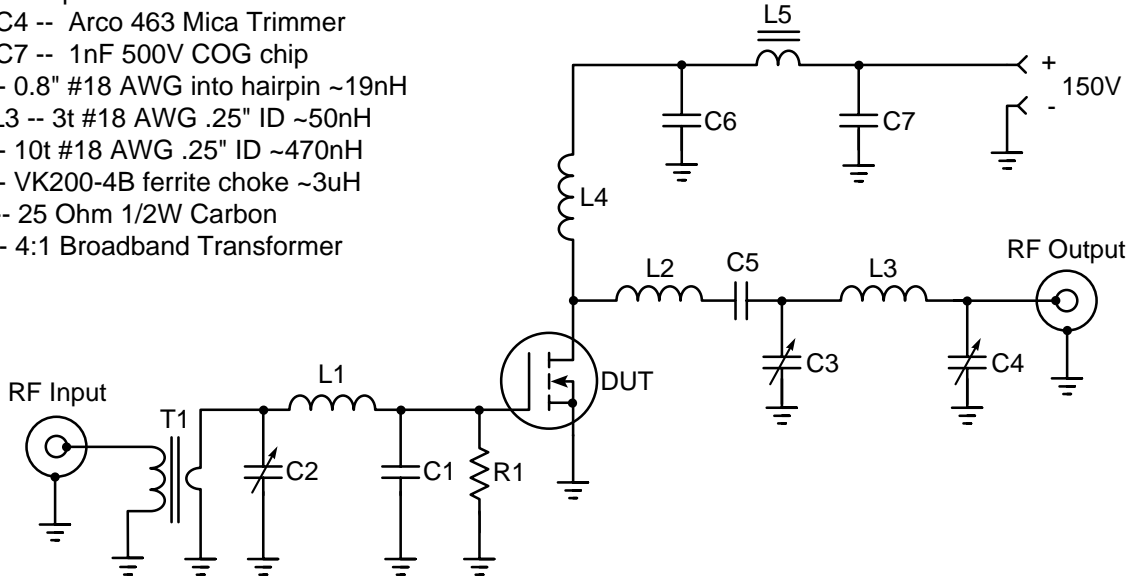 C4 -- Arco 463 Mica Trimmer
C7 -- 1nF 500V COG chip
- 0.8" #18 AWG into hairpin ~19nH
L3 -- 3t #18 AWG .25" ID ~50nH
- 10t #18 AWG .25" ID ~470nH
- VK200-4B ferrite choke ~3uH
-- 25 Ohm 1/2W Carbon
- 4:1 Broadband Transformer
L5
+
150V
-
C6
C7
L4
RF Output
L2
C5
L3
C3
C4
DUT
RF Input
T1
L1
C2
C1
R1